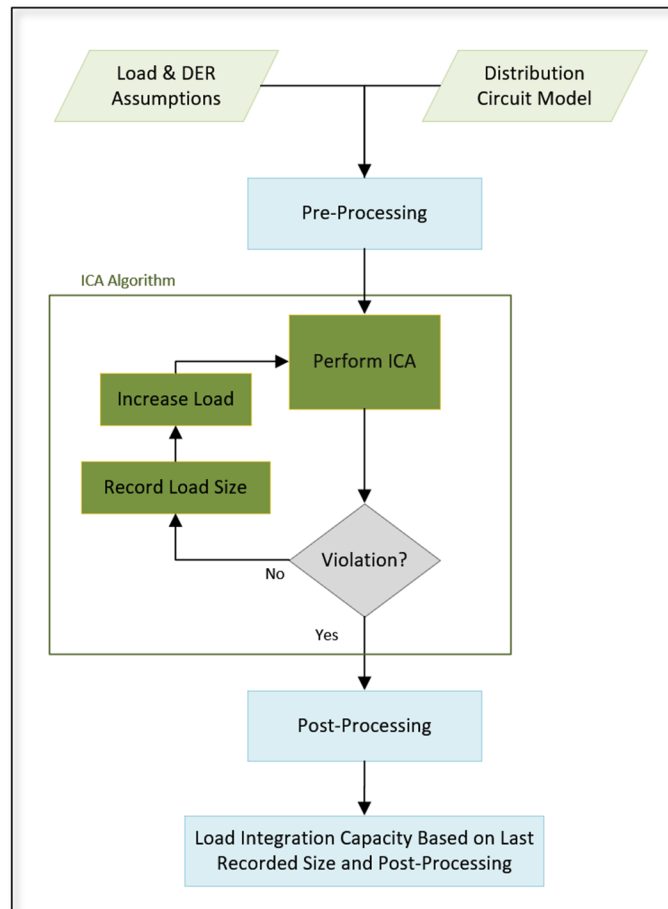 Load & DER
Assumptions
Distribution
Circuit Model
Pre-Processing
ICA Algorithm
Perform ICA
Increase Load
Record Load Size
Violation?
No
Yes
Post-Processing
Load Integration Capacity Based on Last
Recorded Size and Post-Processing